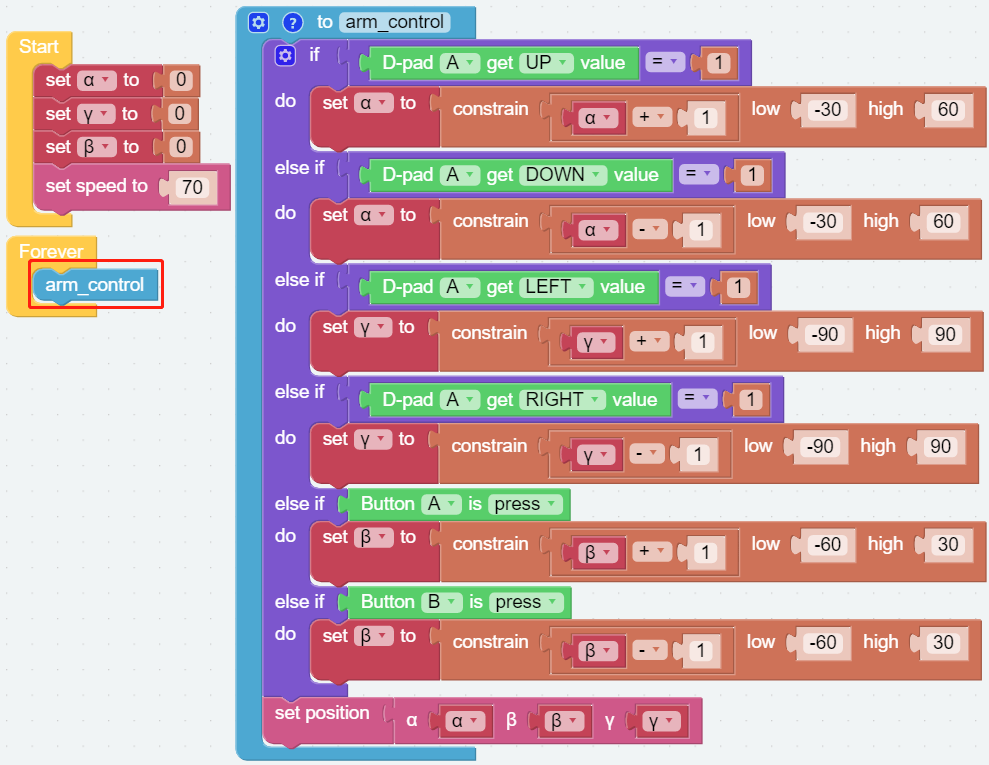 Start
set α to 0
set γ to 0
set β to 0
set speed to 70
Forever
arm_control
? to arm_control
if D-pad A get UP value = 1
do set α to constrain α + 1 low -30 high 60
else if D-pad A get DOWN value = 1
do set α to constrain α - 1 low -30 high 60
else if D-pad A get LEFT value = 1
do set γ to constrain γ + 1 low -90 high 90
else if D-pad A get RIGHT value = 1
do set γ to constrain γ - 1 low -90 high 90
else if Button A is press
do set β to constrain β + 1 low -60 high 30
else if Button B is press
do set β to constrain β - 1 low -60 high 30
set position α α β β γ γ